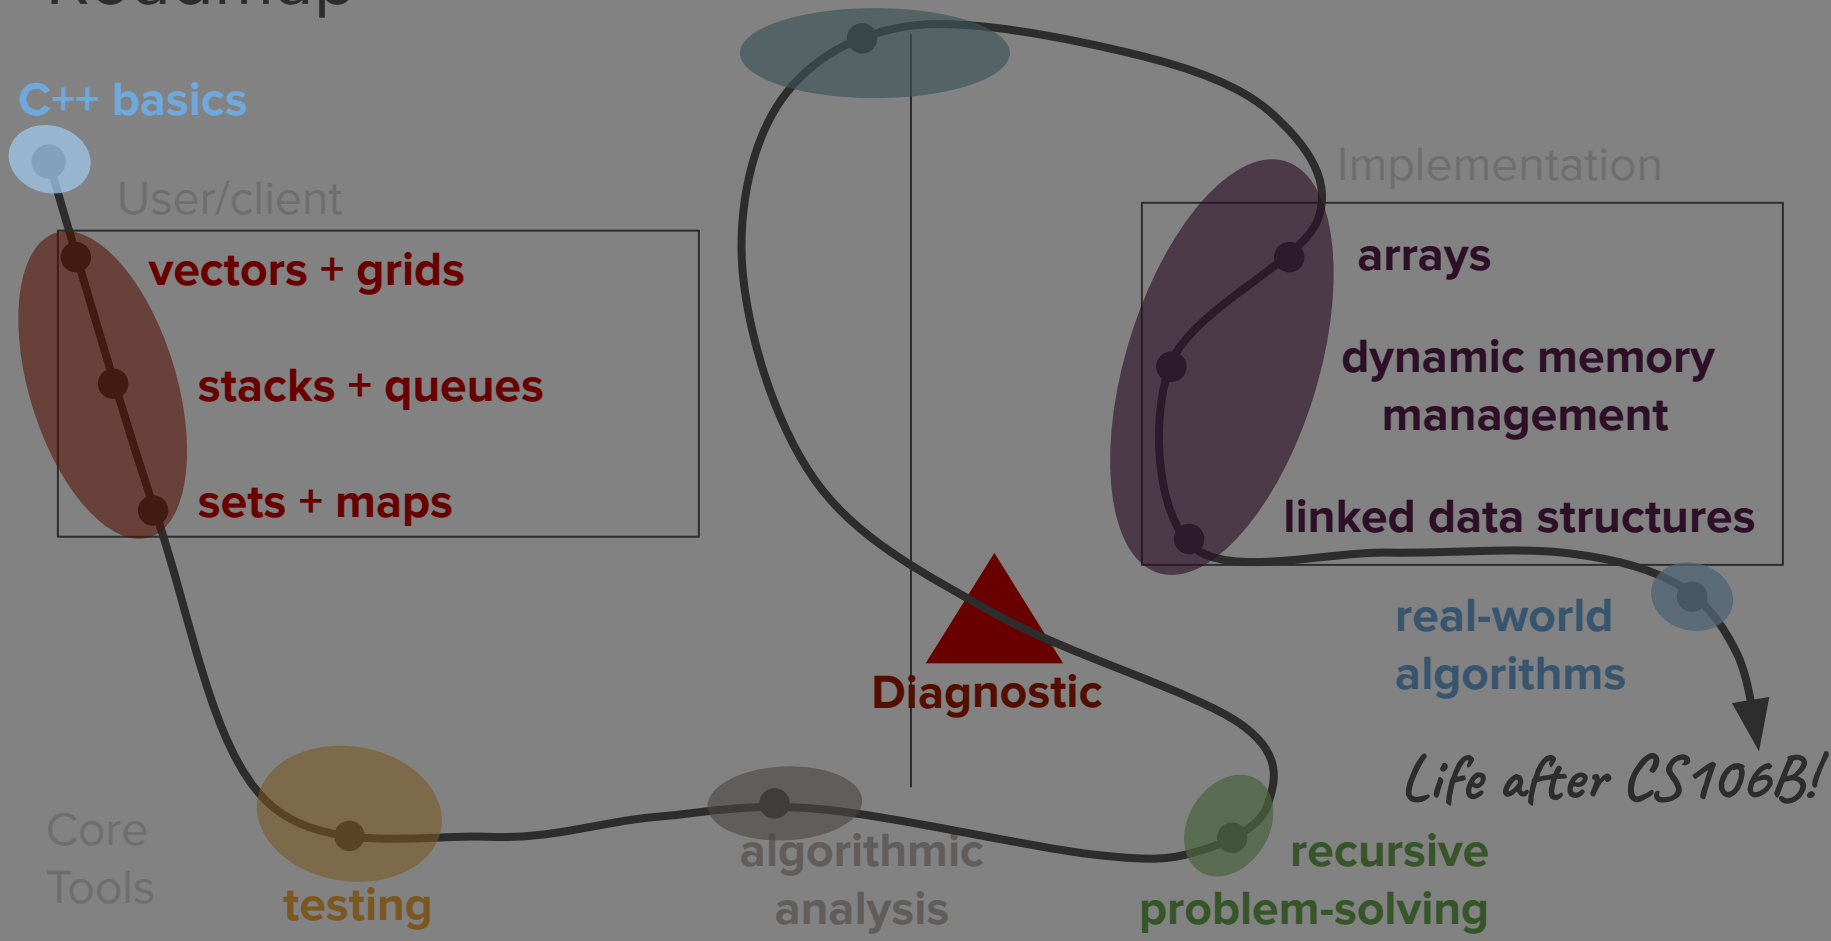 Roadmap
C++ basics
User/client
vectors + grids
stacks + queues
sets + maps
Core
Tools
testing
algorithmic
analysis
recursive
problem-solving
Diagnostic
Implementation
arrays
dynamic memory
management
linked data structures
real-world
algorithms
Life after CS106B!